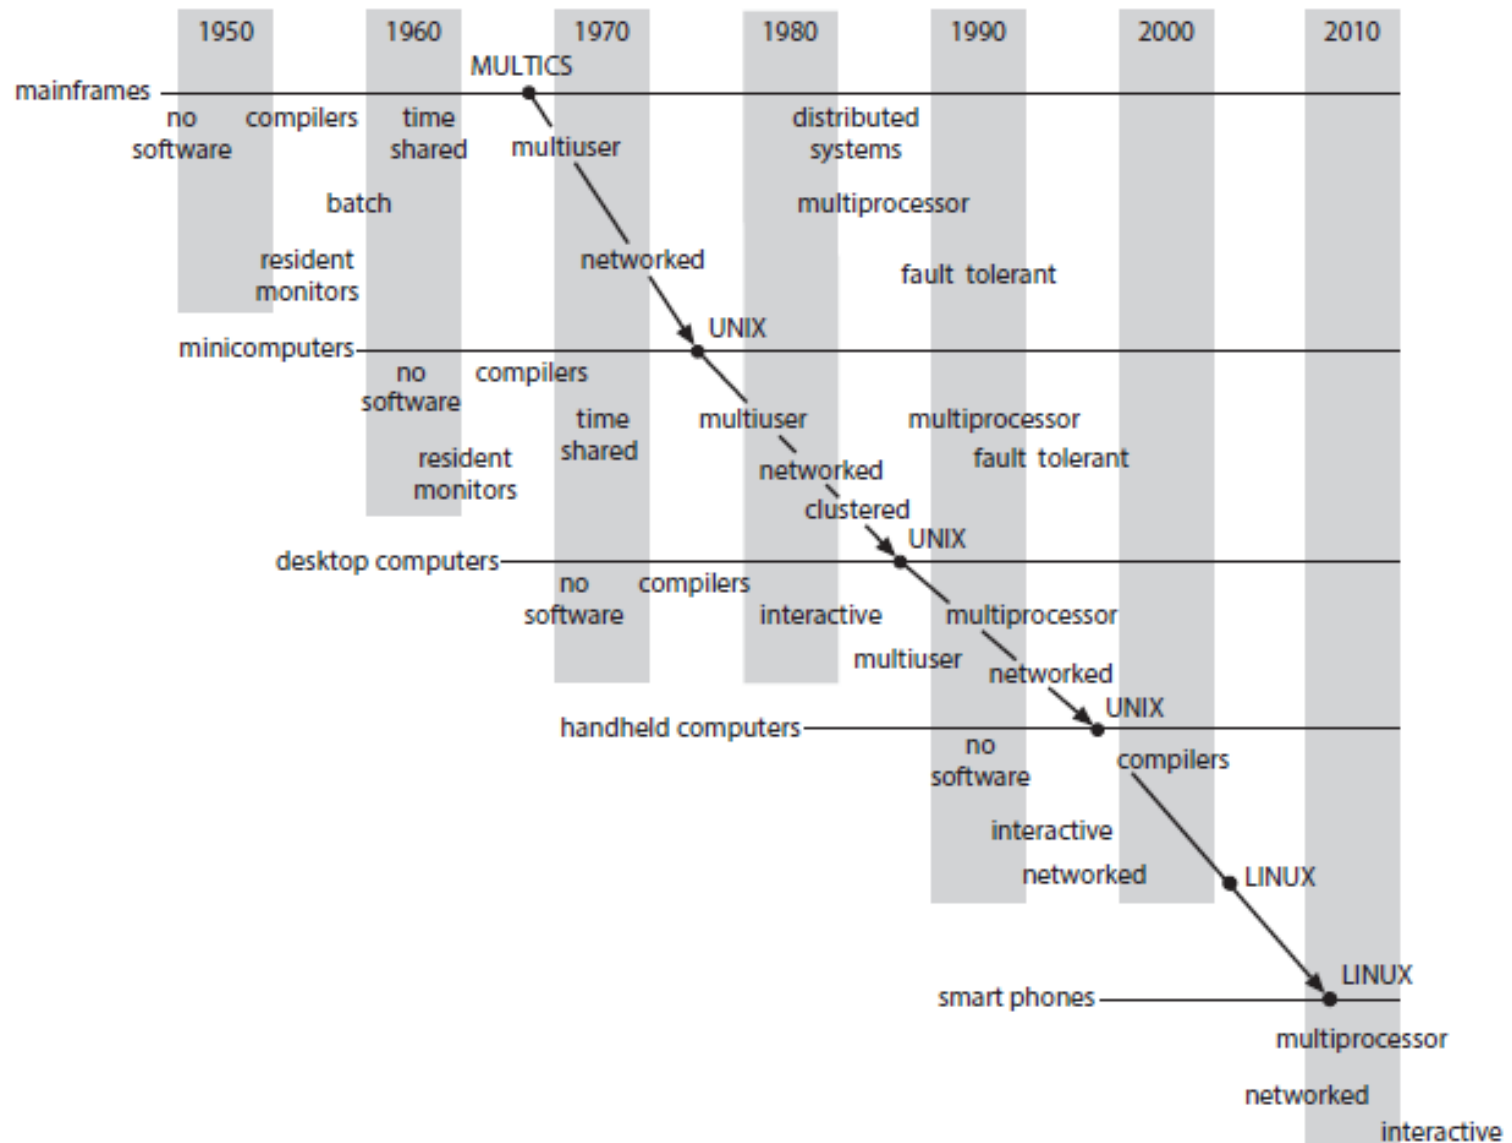 1950 1960 1970 1980 1990 2000 2010
MULTICS
mainframes
no compilers time distributed
software shared multiuser systems
batch multiprocessor
resident networked fault tolerant
monitors
UNIX
minicomputers
no compilers
software
time multiuser multiprocessor
shared
resident networked fault tolerant
monitors
clustered
UNIX
desktop computers
no compilers
software interactive multiprocessor
multiuser networked
UNIX
handheld computers
no compilers
software
interactive
networked LINUX
LINUX
smart phones
multiprocessor
networked
interactive